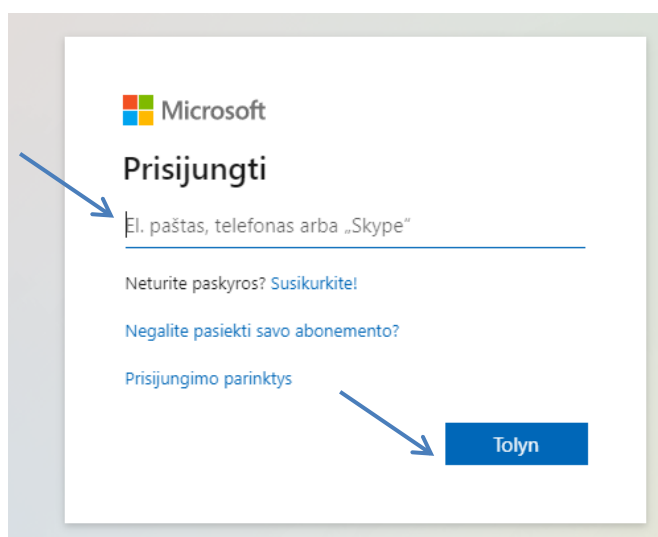 Microsoft
Prisijungti
El. paštas, telefonas arba „Skype“
Neturite paskyros? Susikurkite!
Negalite pasiekti savo abonemento?
Prisijungimo parinktys
Tolyn